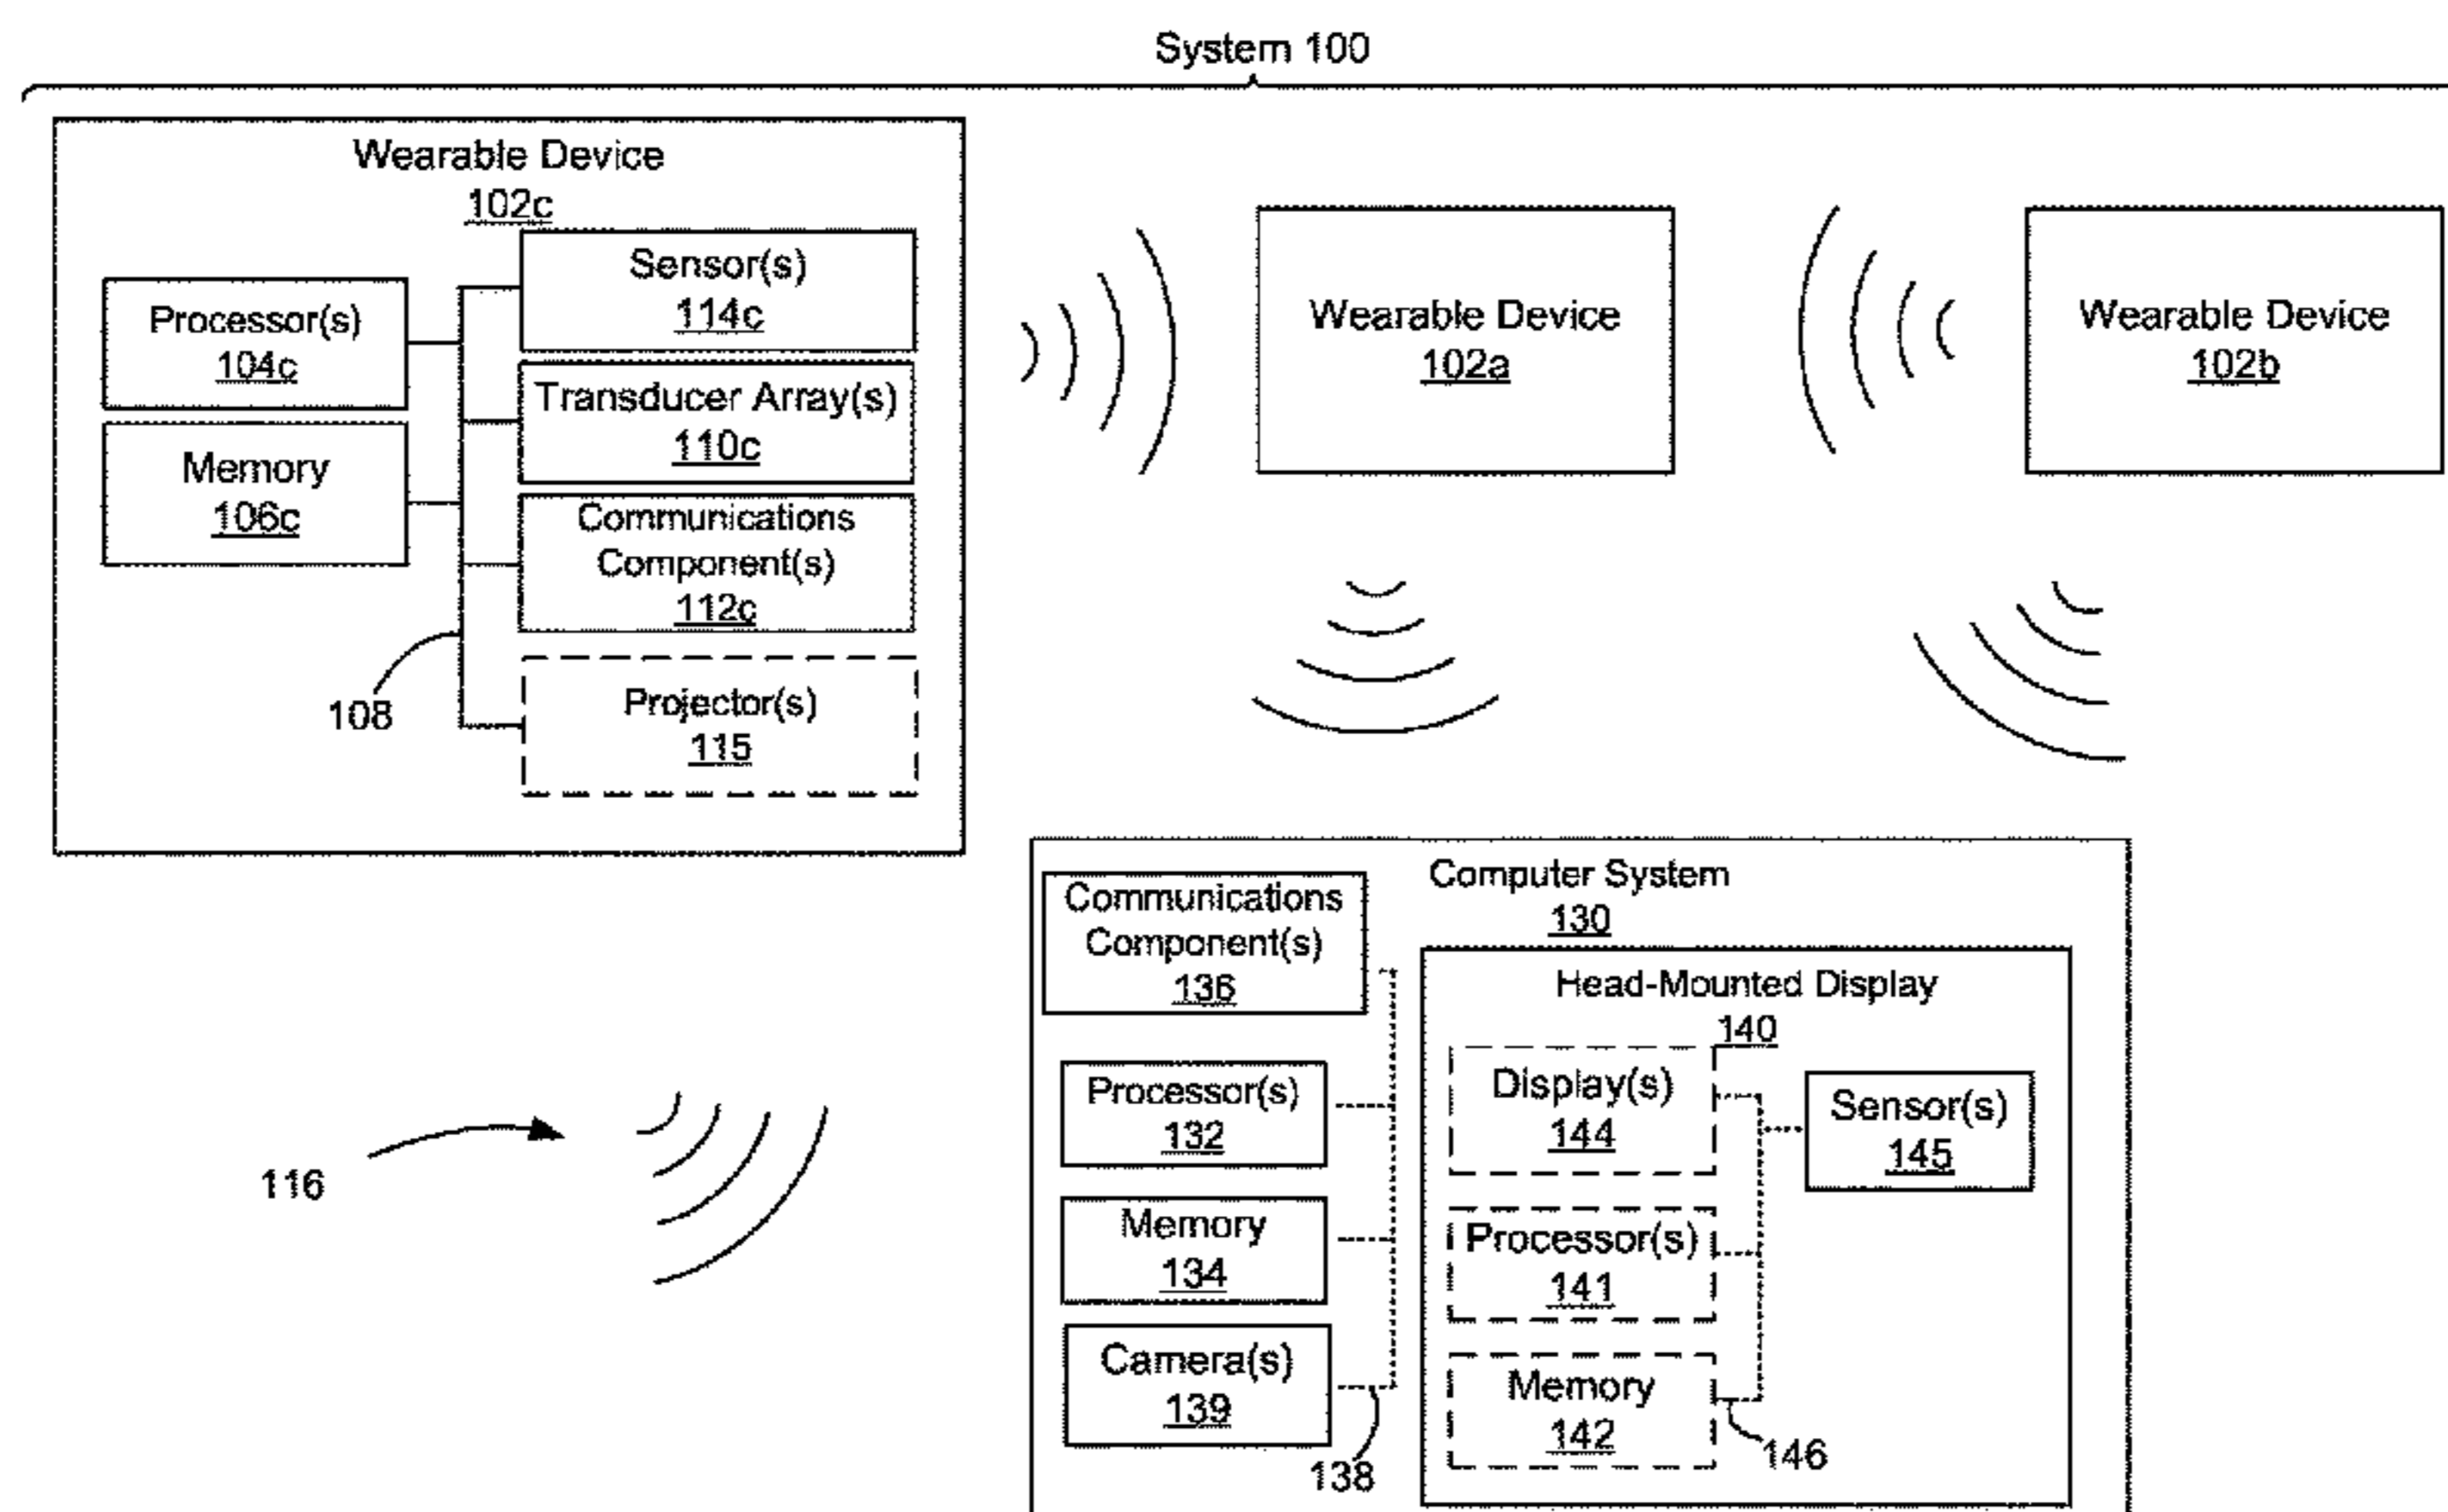 System 100
Wearable Device
102c
Processor(s)
104c
Memory
106c
Sensor(s)
114c
Transducer Array(s)
110c
Communications
Component(s)
112c
Projector(s)
115
108
Wearable Device
102a
Wearable Device
102b
116
Computer System
130
Communications
Component(s)
136
Processor(s)
132
Memory
134
Camera(s)
139
138
Head-Mounted Display
140
Display(s)
144
Processor(s)
141
Memory
142
Sensor(s)
145
146